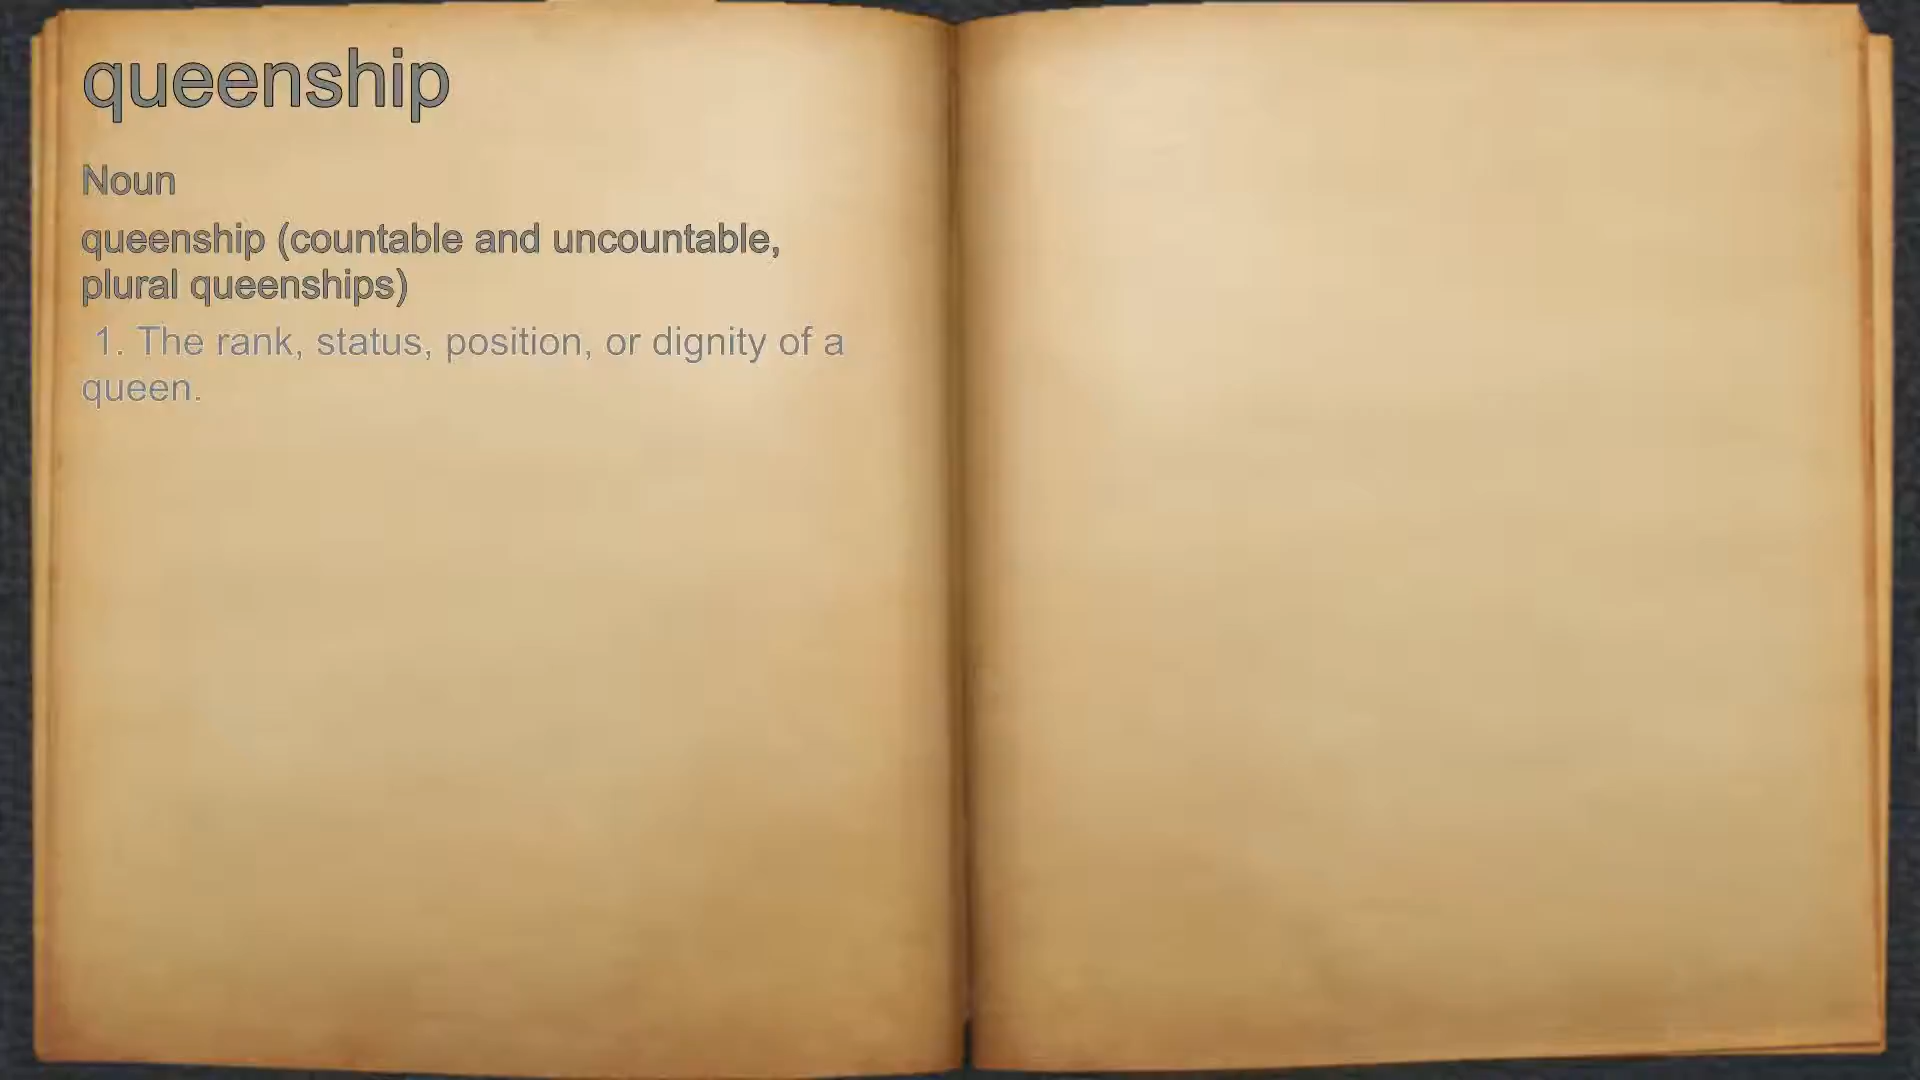 queenship
Noun
queenship (countable and uncountable,
plural queenships)
1. The rank, status, position, or dignity of a
queen.